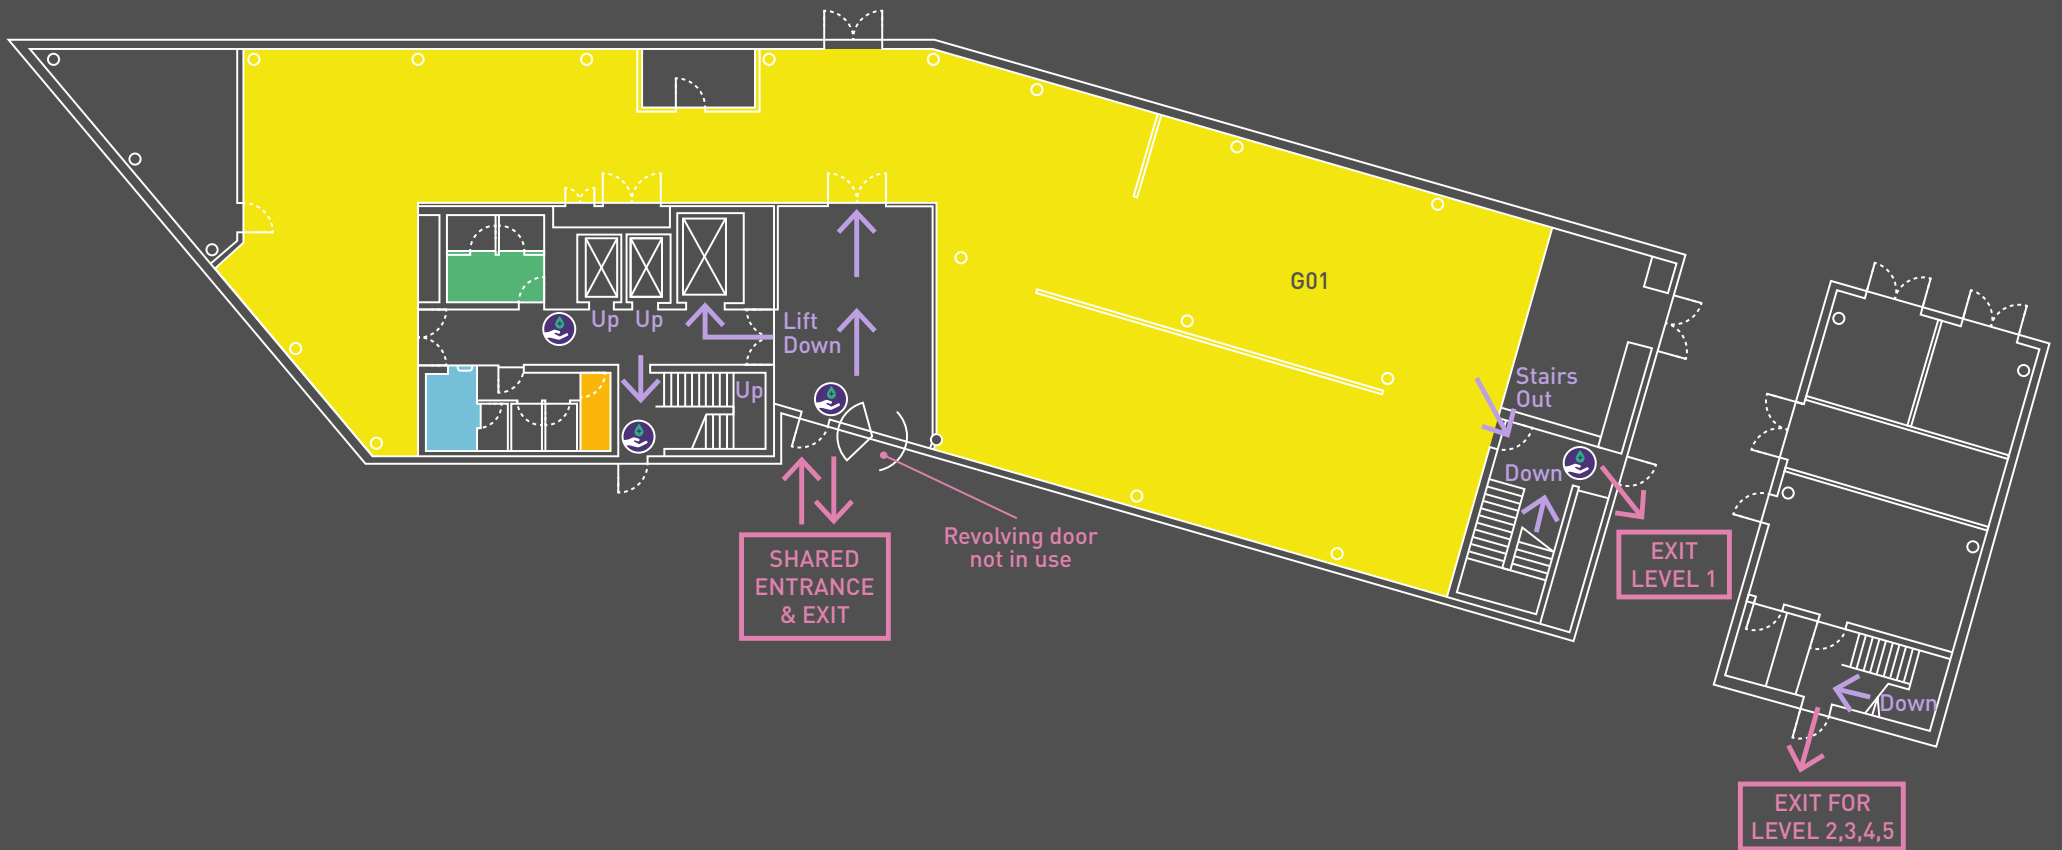 G01
Up
Up
Lift
Down
Up
Stairs
Out
Down
Revolving door
not in use
SHARED
ENTRANCE
& EXIT
EXIT
LEVEL 1
Down
EXIT FOR
LEVEL 2,3,4,5